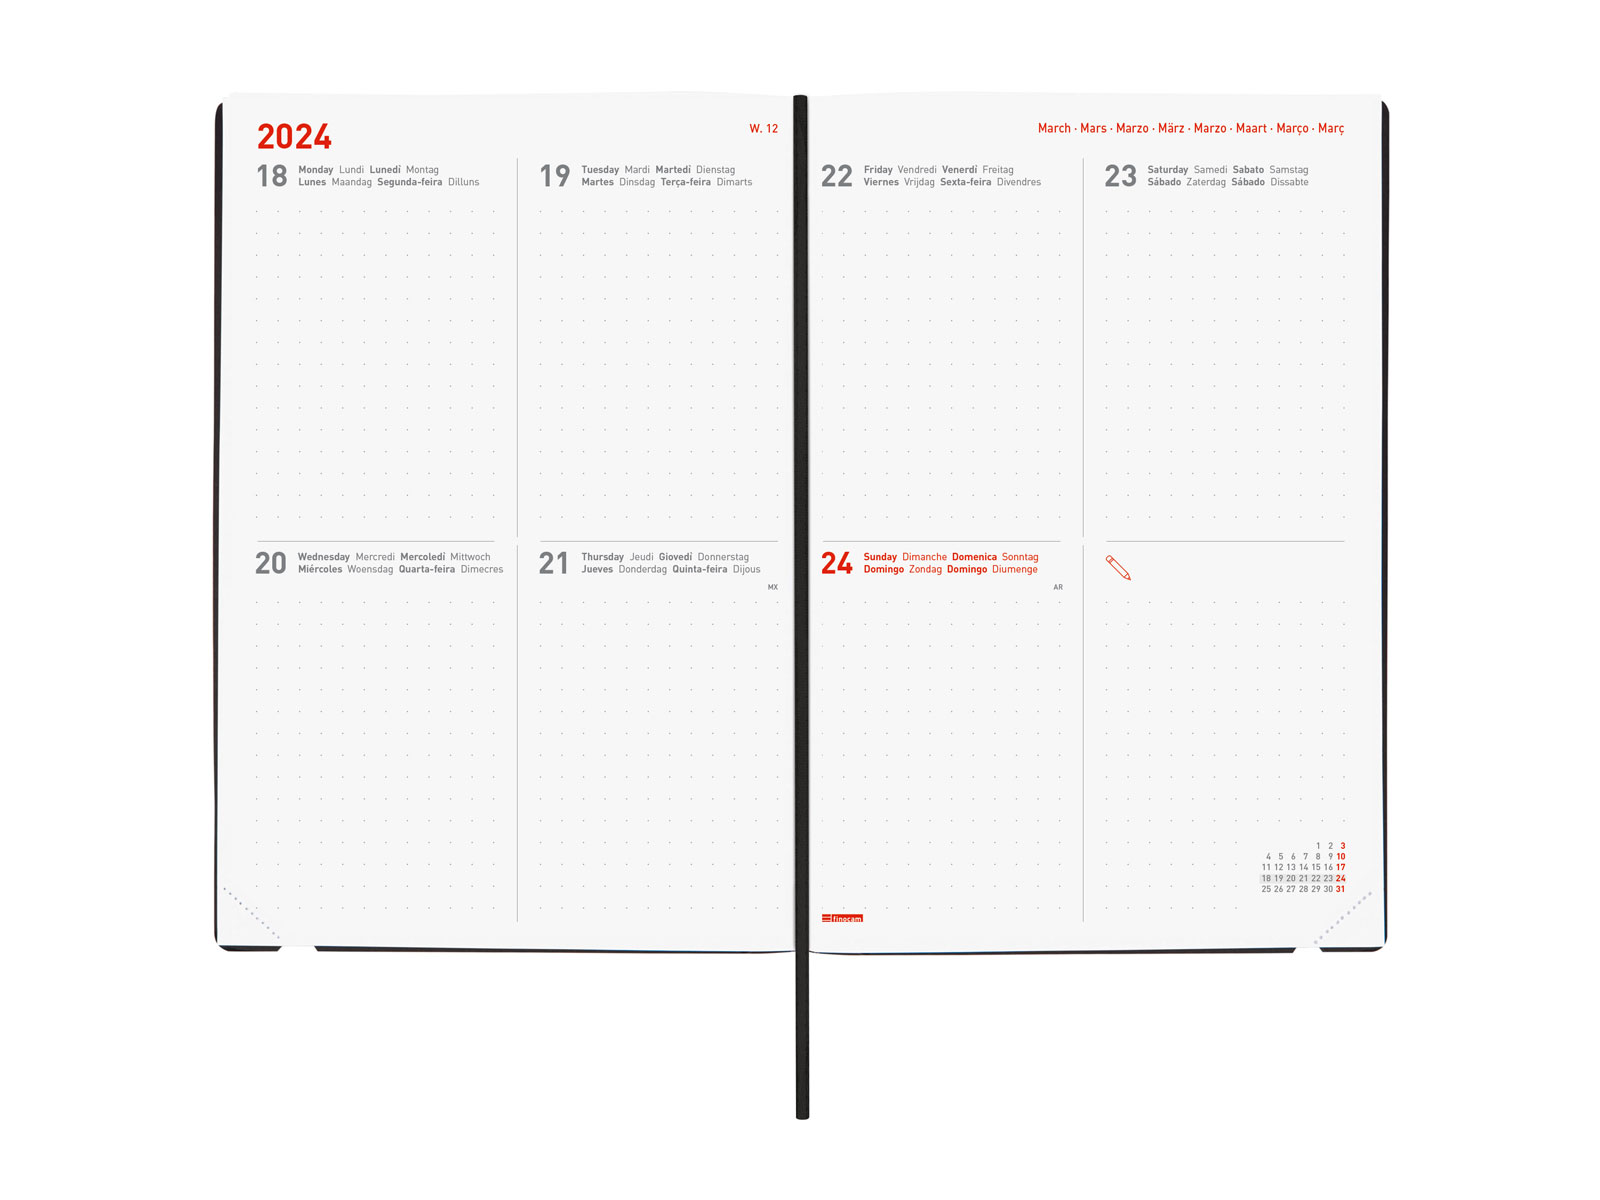 2024
W. 12
18 Monday Lundi Lunedí Montag
Lunes Maandag Segunda-feira Dilluns
19 Tuesday Mardi Martedí Dienstag
Martes Dinsdag Terça-feira Dimarts
20 Wednesday Mercredi Mercoledí Mittwoch
Miércoles Woensdag Quarta-feira Dimecres
21 Thursday Jeudi Giovedí Donnerstag
Jueves Donderdag Quinta-feira Dijous
MX
March · Mars · Marzo · März · Marzo · Maart · Março · Març
22 Friday Vendredi Venerdí Freitag
Viernes Vrijdag Sexta-feira Divendres
23 Saturday Samedi Sabato Samstag
Sábado Zaterdag Sábado Dissabte
24 Sunday Dimanche Domenica Sonntag
Domingo Zondag Domingo Diumenge
AR
1 2 3
4 5 6 7 8 9 10
11 12 13 14 15 16 17
18 19 20 21 22 23 24
25 26 27 28 29 30 31
finocam